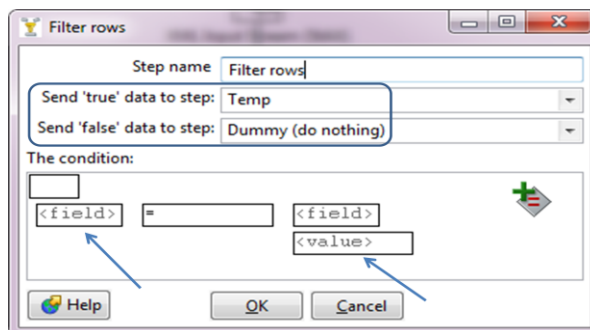 Filter rows
Step name Filter rows
Send 'true' data to step: Temp
Send 'false' data to step: Dummy (do nothing)
The condition:
<field> = <field>
<value>
Help OK Cancel